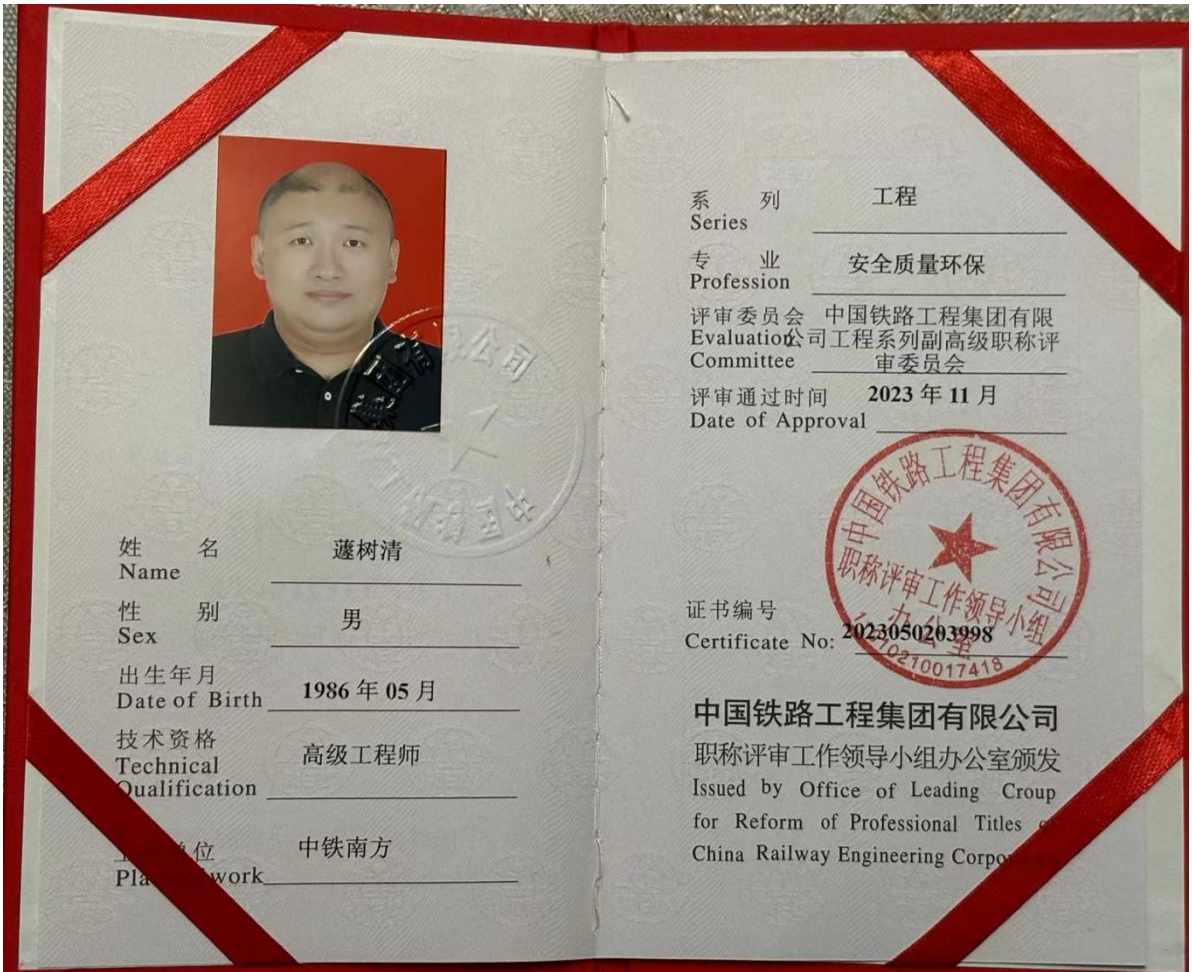 姓名 蘧树清
Name
性别 男
Sex
出生年月 1986 年 05 月
Date of Birth
技术资格 高级工程师
Technical
Qualification
单位 中铁南方
Pla work
系列 工程
Series
专业 安全质量环保
Profession
评审委员会 中国铁路工程集团有限
Evaluation 公司工程系列副高级职称评
Committee 审委员会
评审通过时间 2023 年 11 月
Date of Approval
中国铁路工程集团有限公司
职称评审工作领导小组
办公室
10210017418
证书编号
Certificate No: 2023050203998
中国铁路工程集团有限公司
职称评审工作领导小组办公室颁发
Issued by Office of Leading Croup
for Reform of Professional Titles
China Railway Engineering Corpo